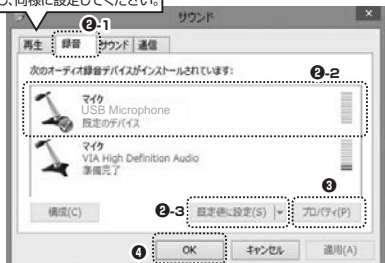 し、同様に設定してください。
サウンド
❷-1
再生 録音 サウンド 通信
次のオーディオ録音デバイスがインストールされています:
❷-2
マイク
USB Microphone
既定のデバイス
マイク
VIA High Definition Audio
準備完了
❸
構成(C) ❷-3 既定値に設定(S) プロパティ(P)
❹ OK キャンセル 適用(A)